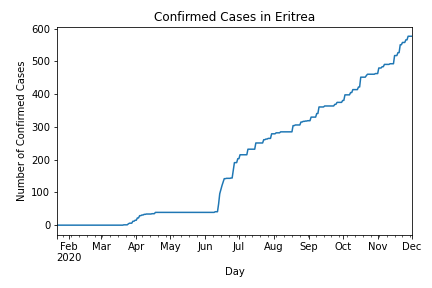 Confirmed Cases in Eritrea
Number of Confirmed Cases
600
500
400
300
200
100
0
Feb Mar Apr May Jun Jul Aug Sep Oct Nov Dec
2020
Day